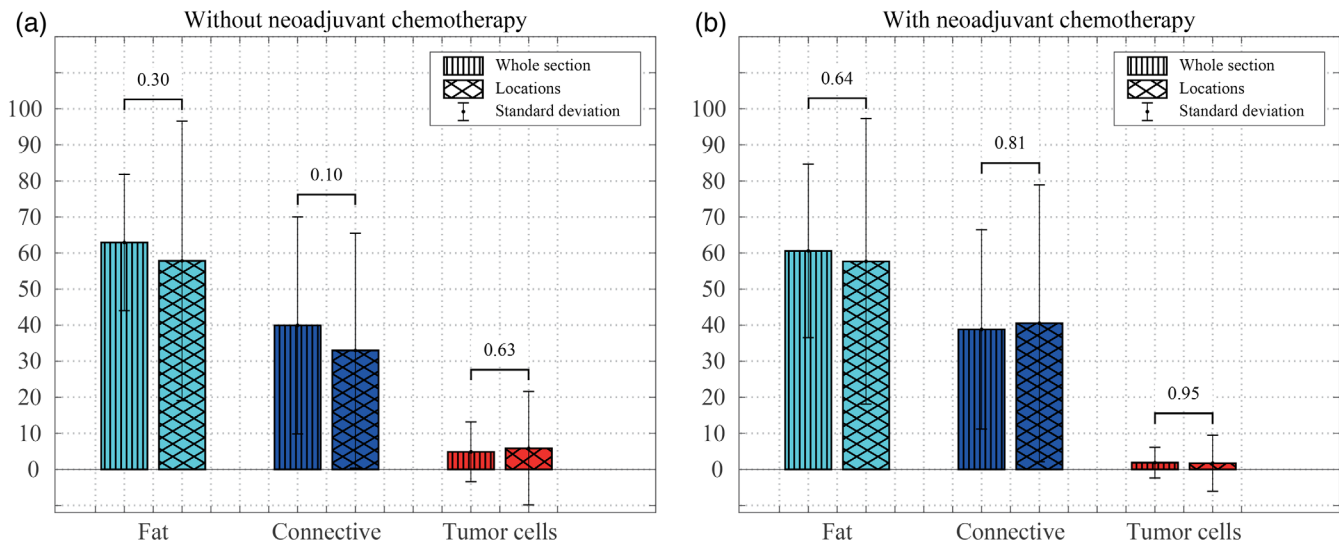 (a)
Without neoadjuvant chemotherapy
Whole section
Locations
Standard deviation
0.30
0.10
0.63
100
90
80
70
60
50
40
30
20
10
0
Fat
Connective
Tumor cells
(b)
With neoadjuvant chemotherapy
Whole section
Locations
Standard deviation
0.64
0.81
0.95
100
90
80
70
60
50
40
30
20
10
0
Fat
Connective
Tumor cells